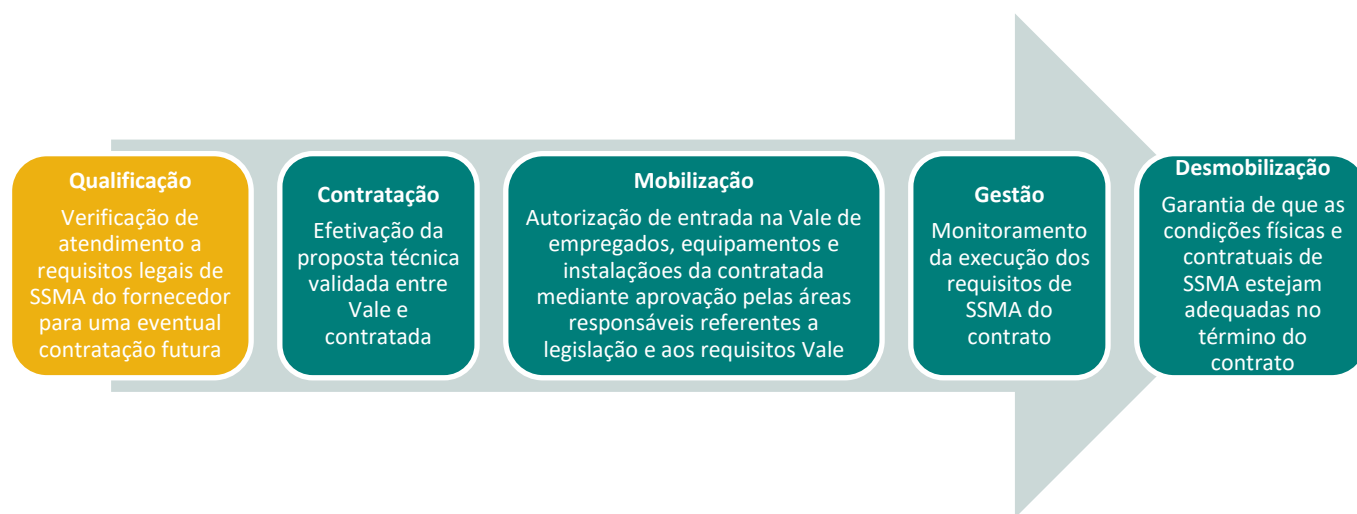 Qualificação
Verificação de
atendimento a
requisitos legais de
SSMA do fornecedor
para uma eventual
contratação futura
Contratação
Efetivação da
proposta técnica
validada entre
Vale e
contratada
Mobilização
Autorização de entrada na Vale de
empregados, equipamentos e
instalações da contratada
mediante aprovação pelas áreas
responsáveis referentes a
legislação e aos requisitos Vale
Gestão
Monitoramento
da execução dos
requisitos de
SSMA do
contrato
Desmobilização
Garantia de que as
condições físicas e
contratuais de
SSMA estejam
adequadas no
término do
contrato